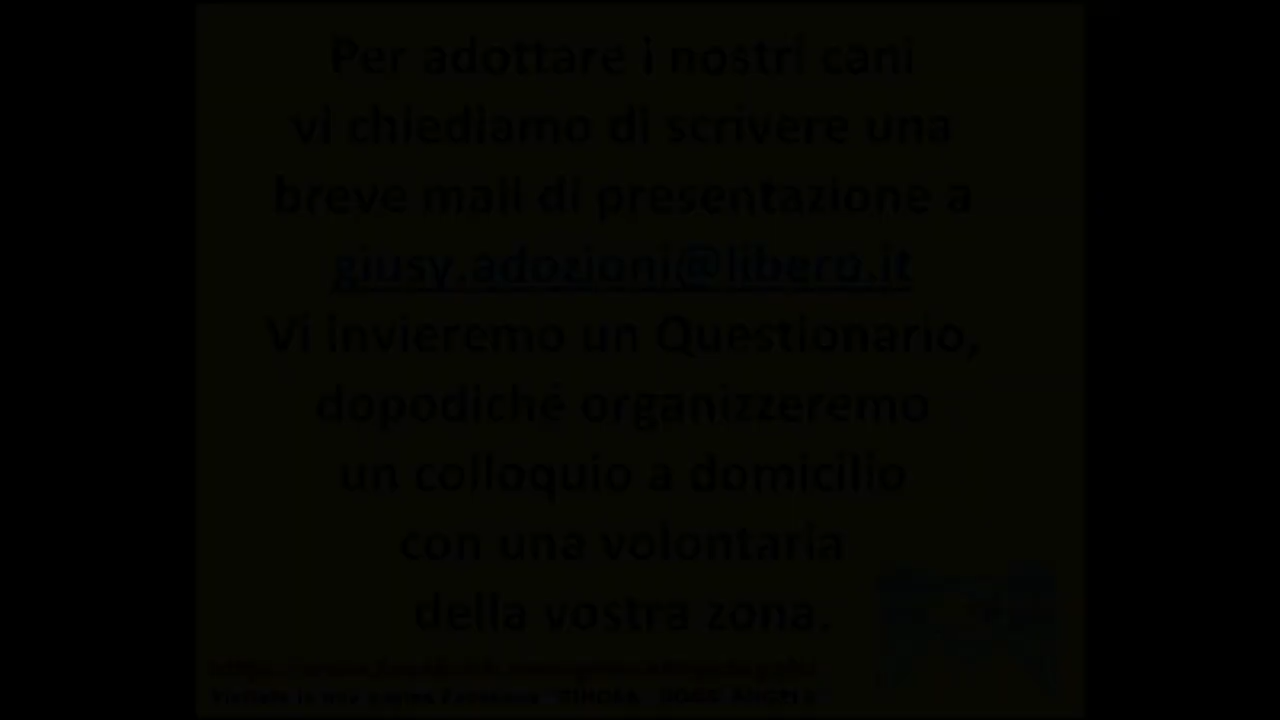 Per adottare i nostri cani
vi chiediamo di scrivere una
breve mail di presentazione a
giusy.adozioni@libero.it
Vi invieremo un Questionario,
dopodiché organizzeremo
un colloquio a domicilio
con una volontaria
della vostra zona.